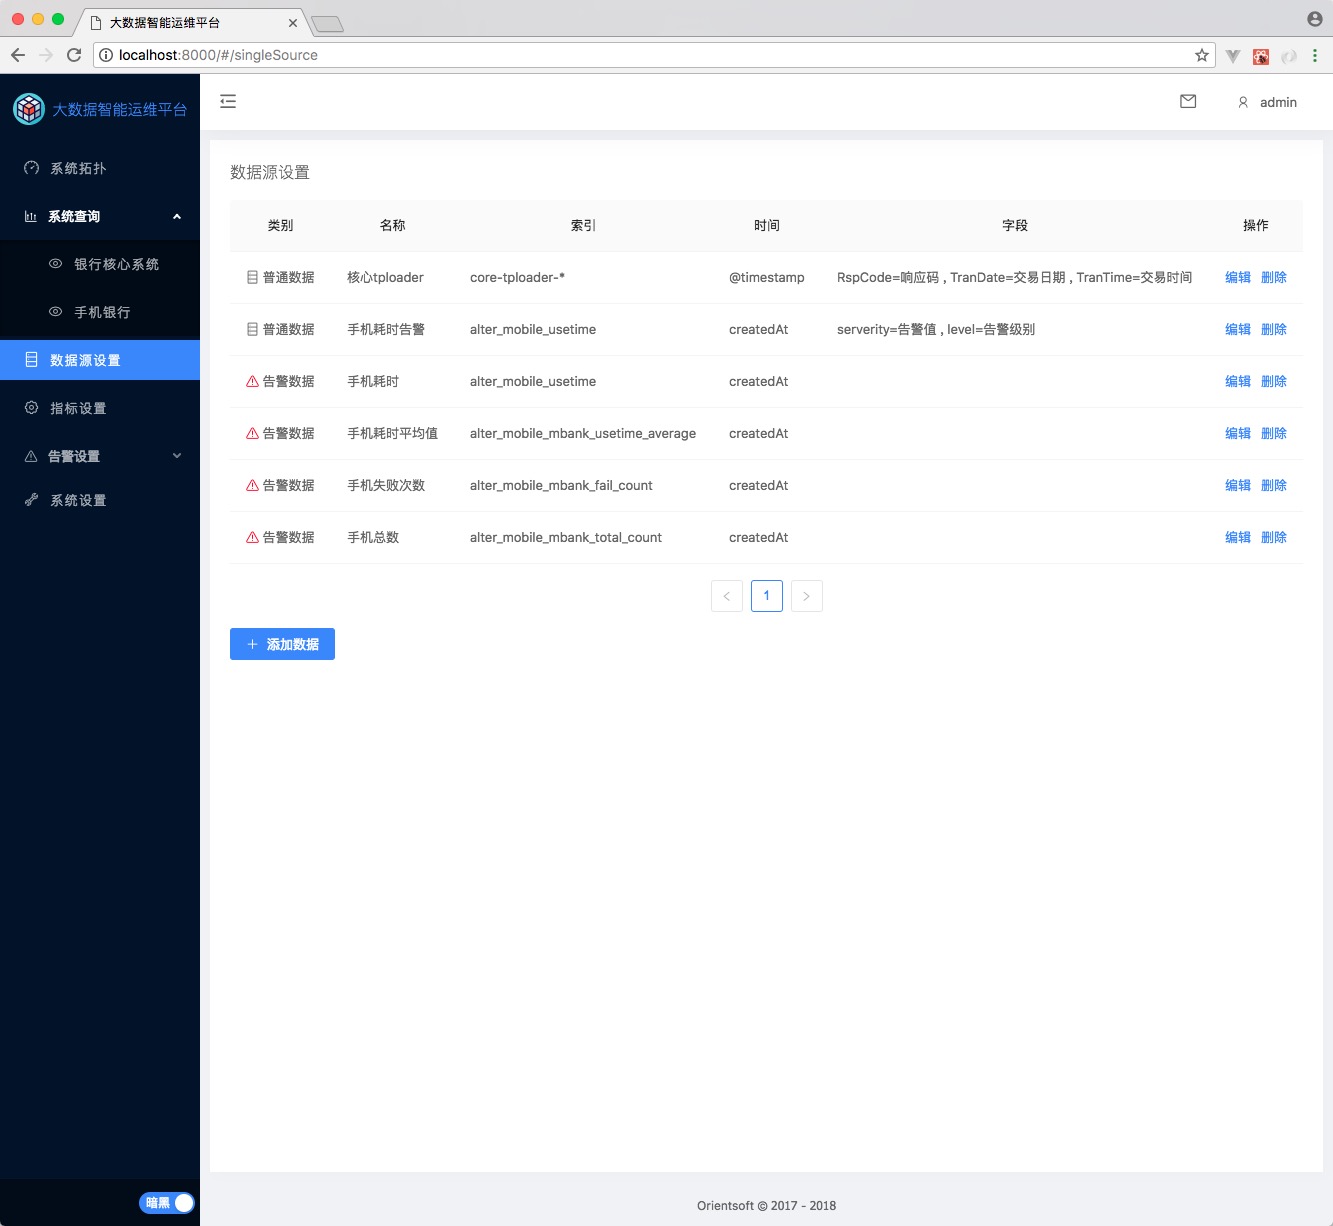 大数据智能运维平台
localhost:8000/#/singleSource
大数据智能运维平台
admin
系统拓扑
系统查询
银行核心系统
手机银行
数据源设置
指标设置
告警设置
系统设置
暗黑
数据源设置
类别 名称 索引 时间 字段 操作
普通数据 核心tploader core-tploader-* @timestamp RspCode=响应码 , TranDate=交易日期 , TranTime=交易时间 编辑 删除
普通数据 手机耗时告警 alter_mobile_usetime createdAt serverity=告警值 , level=告警级别 编辑 删除
告警数据 手机耗时 alter_mobile_usetime createdAt 编辑 删除
告警数据 手机耗时平均值 alter_mobile_mbank_usetime_average createdAt 编辑 删除
告警数据 手机失败次数 alter_mobile_mbank_fail_count createdAt 编辑 删除
告警数据 手机总数 alter_mobile_mbank_total_count createdAt 编辑 删除
< 1 >
+ 添加数据
Orientsoft © 2017 - 2018